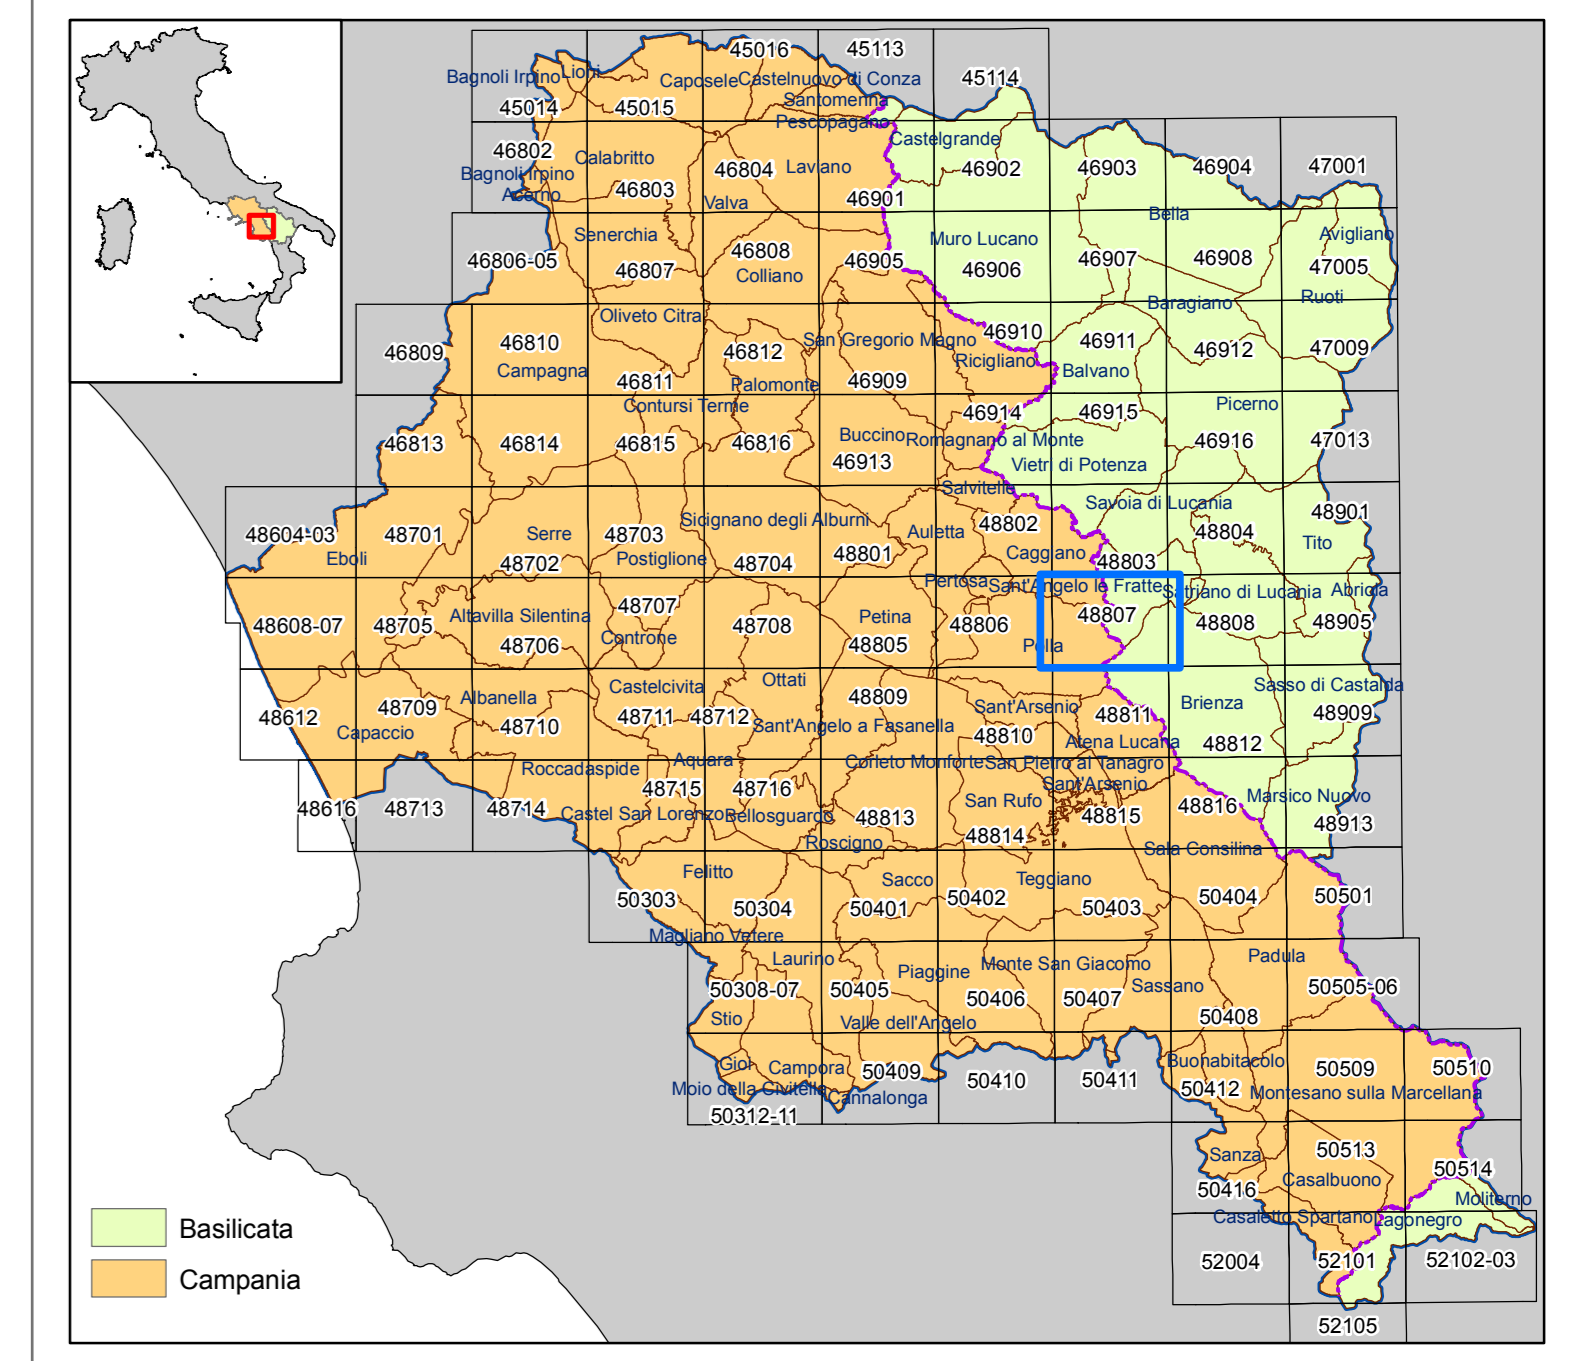 45016
45113
45114
Bagnoli Irpino
Lioni
Caposele
Castelnuovo di Conza
45014
45015
Santomenna
Pescopagano
Castelgrande
46802
Calabritto
46804
Laviano
46902
46903
46904
47001
Bagnoli Irpino
Acerno
46803
Valva
46901
Bella
Senerchia
Muro Lucano
Avigliano
46806-05
46807
46808
Colliano
46905
46906
46907
46908
47005
Ruoti
Baragiano
Oliveto Citra
46809
46810
Campagna
46812
San Gregorio Magno
46910
Ricigliano
46911
Balvano
46912
47009
46811
Palomonte
46909
Contursi Terme
46914
46915
Picerno
46813
46814
46815
46816
Buccino
Romagnano al Monte
46916
47013
46913
Vietri di Potenza
Salvitelle
Savoia di Lucania
48604-03
48701
Serre
48703
Sicignano degli Alburni
Auletta
48802
48804
48901
Eboli
48702
Postiglione
48704
48801
Caggiano
48803
Tito
Pertosa
Sant'Angelo le Fratte
Satriano di Lucania
Abriola
48608-07
48705
Altavilla Silentina
48707
48708
Petina
48806
48807
48808
48905
48706
Controne
48805
Polla
Castelcivita
Ottati
48612
48709
Albanella
48711
48712
48809
Sant'Arsenio
48811
Brienza
Sasso di Castalda
Capaccio
48710
Sant'Angelo a Fasanella
48810
Atena Lucana
48812
48909
Roccadaspide
Aquara
Corleto Monforte
San Pietro al Tanagro
48616
48713
48714
48715
48716
San Rufo
Sant'Arsenio
48816
Marsico Nuovo
Castel San Lorenzo
Bellosguardo
48813
48814
48815
48913
Roscigno
Sala Consilina
Felitto
Sacco
Teggiano
50303
50304
50401
50402
50403
50404
50501
Magliano Vetere
Laurino
Piaggine
Monte San Giacomo
Padula
50308-07
50405
50406
50407
Sassano
50505-06
Stio
Valle dell'Angelo
50408
Gioi
Campora
50409
50410
50411
Buonabitacolo
50509
50510
Moio della Civitella
Cannalonga
50412
Montesano sulla Marcellana
50312-11
Sanza
50513
50514
50416
Casalbuono
Moliterno
Casaletto Spartano
Lagonegro
52004
52101
52102-03
52105
Basilicata
Campania